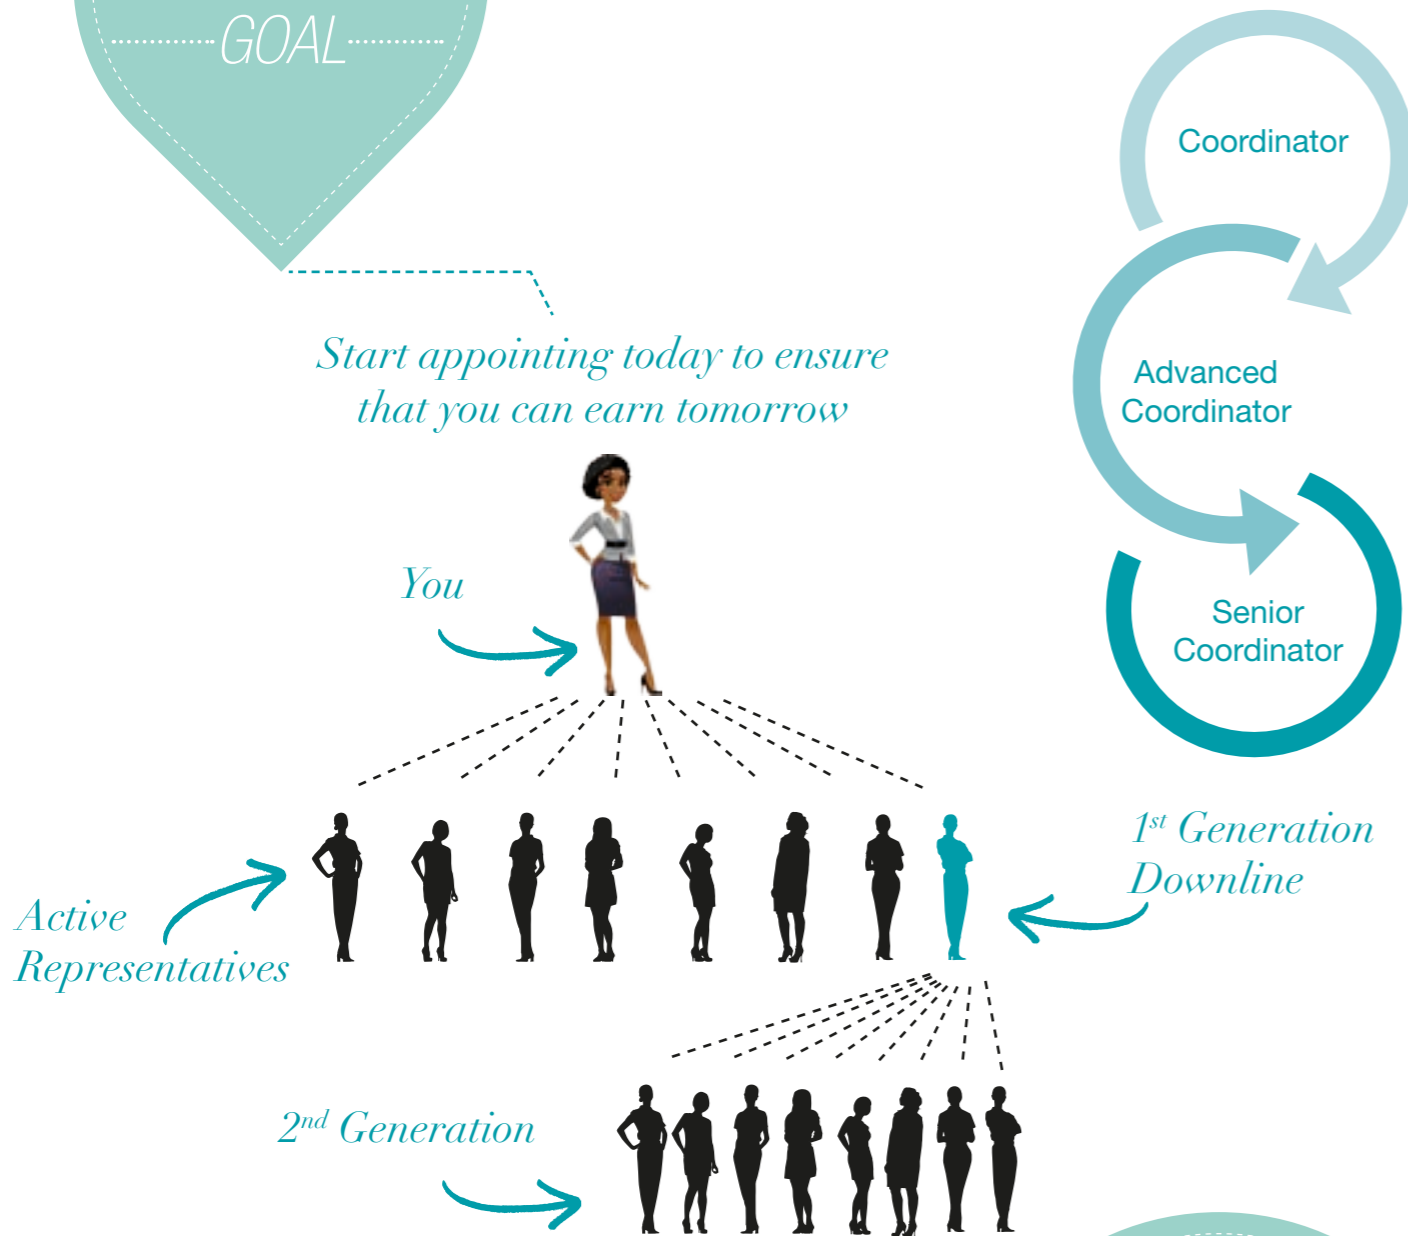 GOAL
Start appointing today to ensure
that you can earn tomorrow
Coordinator
Advanced
Coordinator
Senior
Coordinator
You
Active
Representatives
1st Generation
Downline
2nd Generation